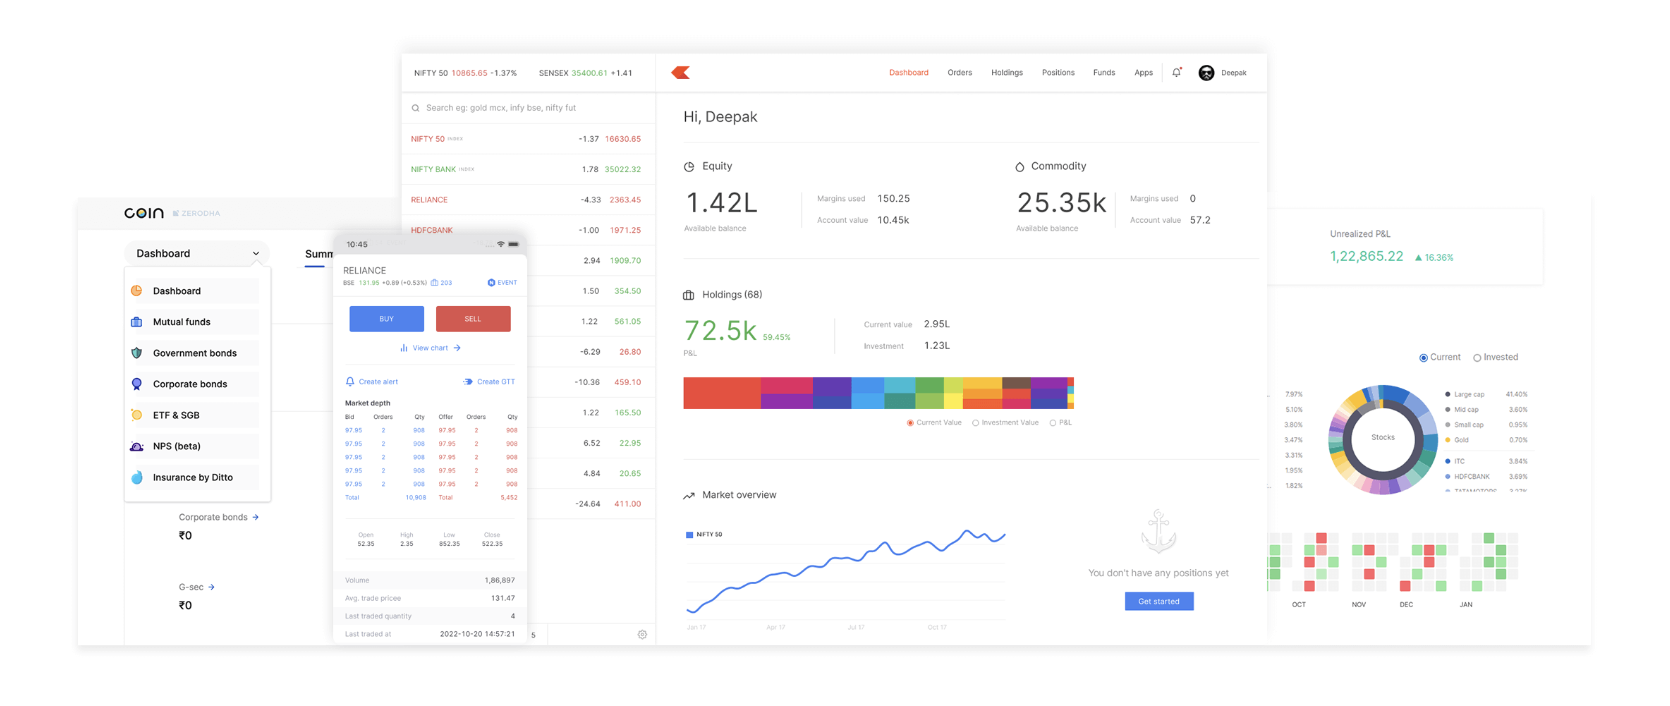 NIFTY 50 10865.65 -1.37% SENSEX 35400.61 +1.41
Dashboard Orders Holdings Positions Funds Apps Deepak
Search eg: gold mcx, infy bse, nifty fut
NIFTY 50 INDEX -1.37 16630.65
NIFTY BANK INDEX 1.78 35022.32
RELIANCE -4.33 2363.45
HDFCBANK -1.00 1971.25
2.94 1909.70
1.50 354.50
1.22 561.05
-6.29 26.80
-10.36 459.10
1.22 165.50
6.52 22.95
4.84 20.65
-24.64 411.00
5
Hi, Deepak
Equity
1.42L
Available balance
Margins used 150.25
Account value 10.45k
Commodity
25.35k
Available balance
Margins used 0
Account value 57.2
Holdings (68)
72.5k 59.45%
P&L
Current value 2.95L
Investment 1.23L
Current Value Investment Value P&L
Market overview
NIFTY 50
Jan 17 Apr 17 Jul 17 Oct 17
You don't have any positions yet
Get started
COIN ZERODHA
Dashboard
Summ
Dashboard
Mutual funds
Government bonds
Corporate bonds
ETF & SGB
NPS (beta)
Insurance by Ditto
Corporate bonds
₹0
G-sec
₹0
10:45
RELIANCE
BSE 131.95 +0.89 (+0.53%) 203 EVENT
BUY SELL
View chart
Create alert Create GTT
Market depth
Bid Orders Qty Offer Orders Qty
97.95 2 908 97.95 2 908
97.95 2 908 97.95 2 908
97.95 2 908 97.95 2 908
97.95 2 908 97.95 2 908
97.95 2 908 97.95 2 908
Total 10,908 Total 5,452
Open High Low Close
52.35 2.35 852.35 522.35
Volume 1,86,897
Avg. trade pricee 131.47
Last traded quantity 4
Last traded at 2022-10-20 14:57:21
Unrealized P&L
1,22,865.22 16.36%
Current Invested
7.97%
5.10%
3.80%
3.47%
3.31%
1.95%
1.82%
Stocks
Large cap 41.40%
Mid cap 3.60%
Small cap 0.95%
Gold 0.70%
ITC 3.84%
HDFCBANK 3.69%
TATAMOTORS 3.27%
OCT NOV DEC JAN